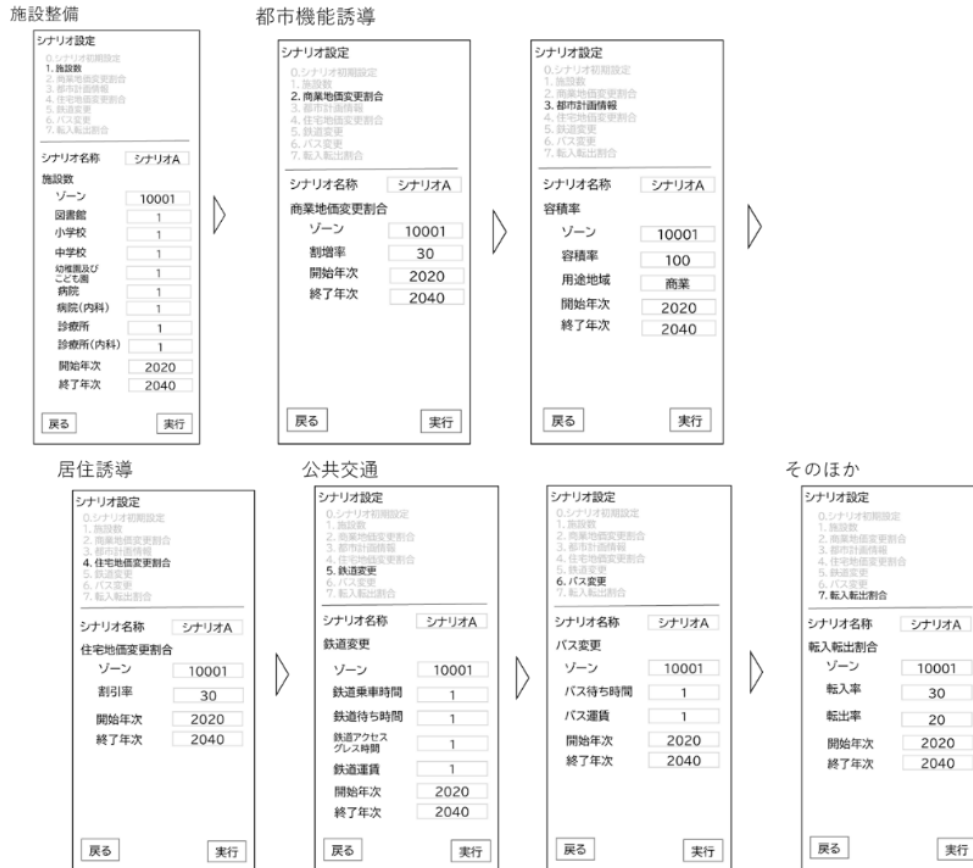 施設整備
シナリオ設定
0.シナリオ初期設定
1. 施設数
2. 商業地価変更割合
3. 都市計画情報
4. 住宅地価変更割合
5. 鉄道変更
6. バス変更
7. 転入転出割合
シナリオ名称 シナリオA
施設数
ゾーン 10001
図書館 1
小学校 1
中学校 1
幼稚園及び
こども園 1
病院 1
病院(内科) 1
診療所 1
診療所(内科) 1
開始年次 2020
終了年次 2040
戻る 実行
都市機能誘導
シナリオ設定
0.シナリオ初期設定
1. 施設数
2. 商業地価変更割合
3. 都市計画情報
4. 住宅地価変更割合
5. 鉄道変更
6. バス変更
7. 転入転出割合
シナリオ名称 シナリオA
商業地価変更割合
ゾーン 10001
割増率 30
開始年次 2020
終了年次 2040
戻る 実行
シナリオ設定
0.シナリオ初期設定
1. 施設数
2. 商業地価変更割合
3. 都市計画情報
4. 住宅地価変更割合
5. 鉄道変更
6. バス変更
7. 転入転出割合
シナリオ名称 シナリオA
容積率
ゾーン 10001
容積率 100
用途地域 商業
開始年次 2020
終了年次 2040
戻る 実行
居住誘導
シナリオ設定
0.シナリオ初期設定
1. 施設数
2. 商業地価変更割合
3. 都市計画情報
4. 住宅地価変更割合
5. 鉄道変更
6. バス変更
7. 転入転出割合
シナリオ名称 シナリオA
住宅地価変更割合
ゾーン 10001
割引率 30
開始年次 2020
終了年次 2040
戻る 実行
公共交通
シナリオ設定
0.シナリオ初期設定
1. 施設数
2. 商業地価変更割合
3. 都市計画情報
4. 住宅地価変更割合
5. 鉄道変更
6. バス変更
7. 転入転出割合
シナリオ名称 シナリオA
鉄道変更
ゾーン 10001
鉄道乗車時間 1
鉄道待ち時間 1
鉄道アクセス
グレス時間 1
鉄道運賃 1
開始年次 2020
終了年次 2040
戻る 実行
シナリオ設定
0.シナリオ初期設定
1. 施設数
2. 商業地価変更割合
3. 都市計画情報
4. 住宅地価変更割合
5. 鉄道変更
6. バス変更
7. 転入転出割合
シナリオ名称 シナリオA
バス変更
ゾーン 10001
バス待ち時間 1
バス運賃 1
開始年次 2020
終了年次 2040
戻る 実行
そのほか
シナリオ設定
0.シナリオ初期設定
1. 施設数
2. 商業地価変更割合
3. 都市計画情報
4. 住宅地価変更割合
5. 鉄道変更
6. バス変更
7. 転入転出割合
シナリオ名称 シナリオA
転入転出割合
ゾーン 10001
転入率 30
転出率 20
開始年次 2020
終了年次 2040
戻る 実行